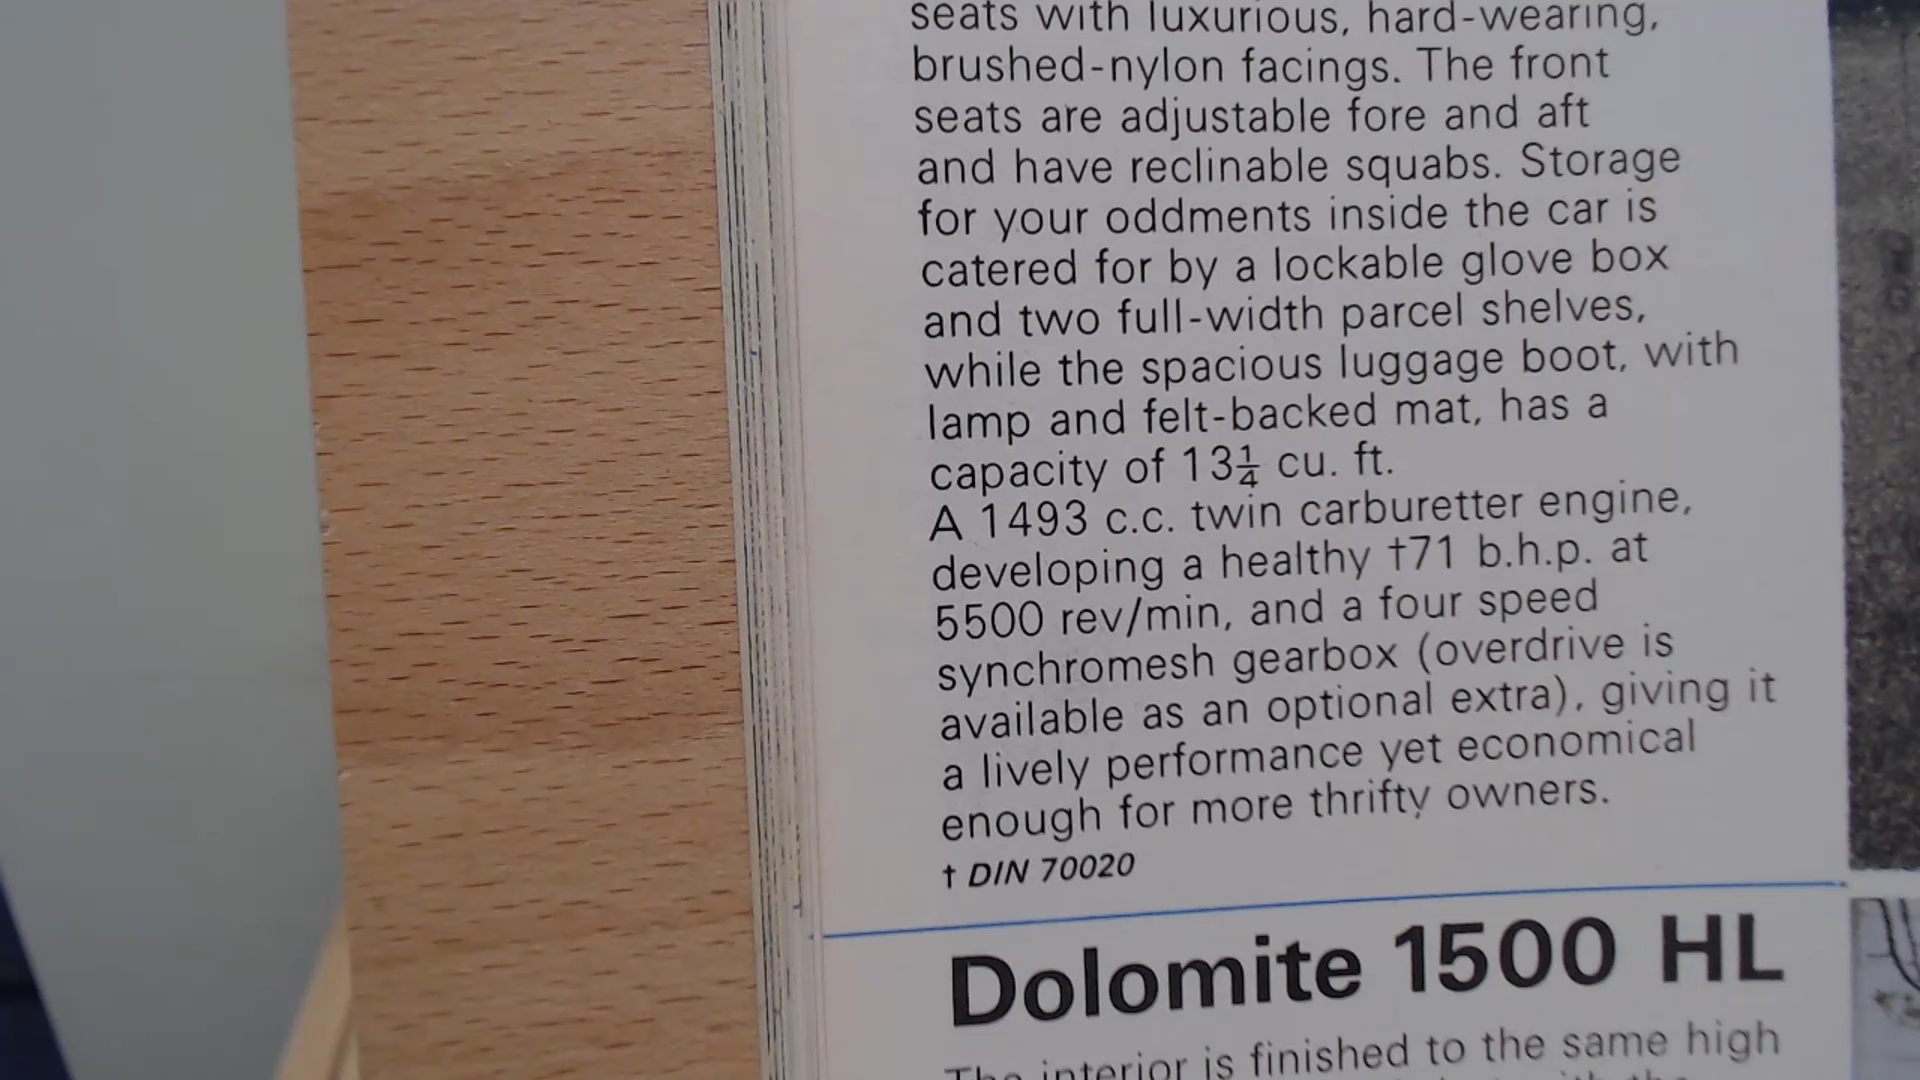 seats with luxurious, hard-wearing,
brushed-nylon facings. The front
seats are adjustable fore and aft
and have reclinable squabs. Storage
for your oddments inside the car is
catered for by a lockable glove box
and two full-width parcel shelves,
while the spacious luggage boot, with
lamp and felt-backed mat, has a
capacity of 13¼ cu. ft.
A 1493 c.c. twin carburetter engine,
developing a healthy †71 b.h.p. at
5500 rev/min, and a four speed
synchromesh gearbox (overdrive is
available as an optional extra), giving it
a lively performance yet economical
enough for more thrifty owners.
† DIN 70020
Dolomite 1500 HL
The interior is finished to the same high